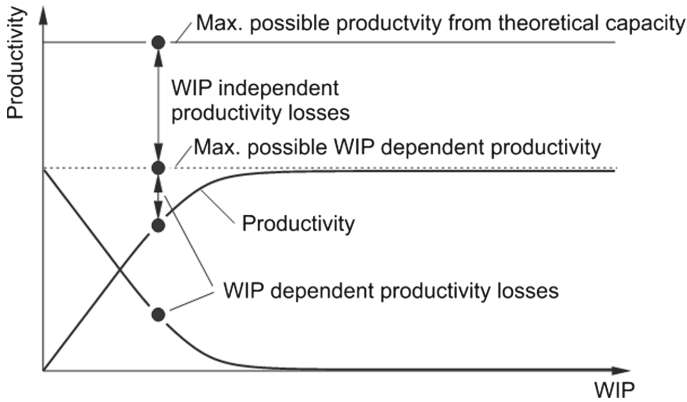 Productivity
Max. possible productvity from theoretical capacity
WIP independent
productivity losses
Max. possible WIP dependent productivity
Productivity
WIP dependent productivity losses
WIP